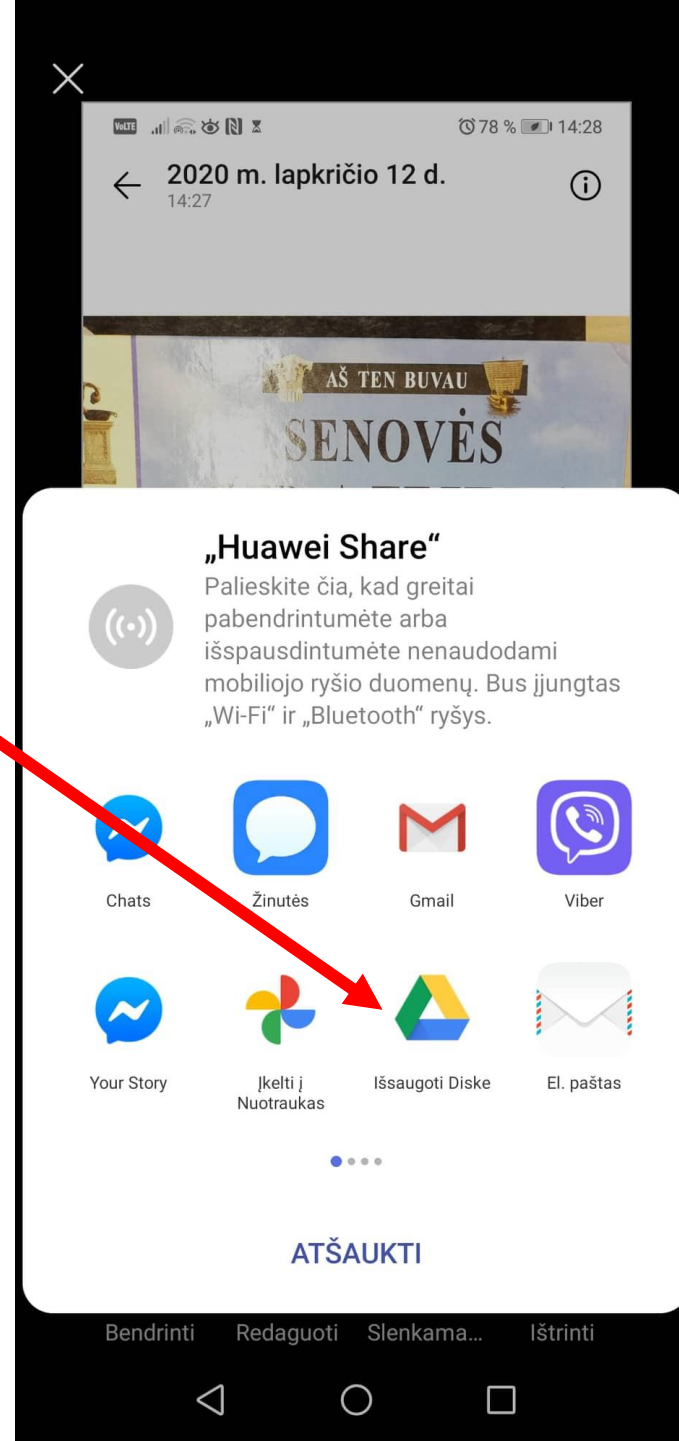 VoLTE 78 % 14:28
2020 m. lapkričio 12 d.
14:27
AŠ TEN BUVAU
SENOVĖS
„Huawei Share“
Palieskite čia, kad greitai
pabendrintumėte arba
išspausdintumėte nenaudodami
mobiliojo ryšio duomenų. Bus įjungtas
„Wi-Fi“ ir „Bluetooth“ ryšys.
Chats Žinutės Gmail Viber
Your Story Įkelti į Nuotraukas Išsaugoti Diske El. paštas
ATŠAUKTI
Bendrinti Redaguoti Slenkama... Ištrinti